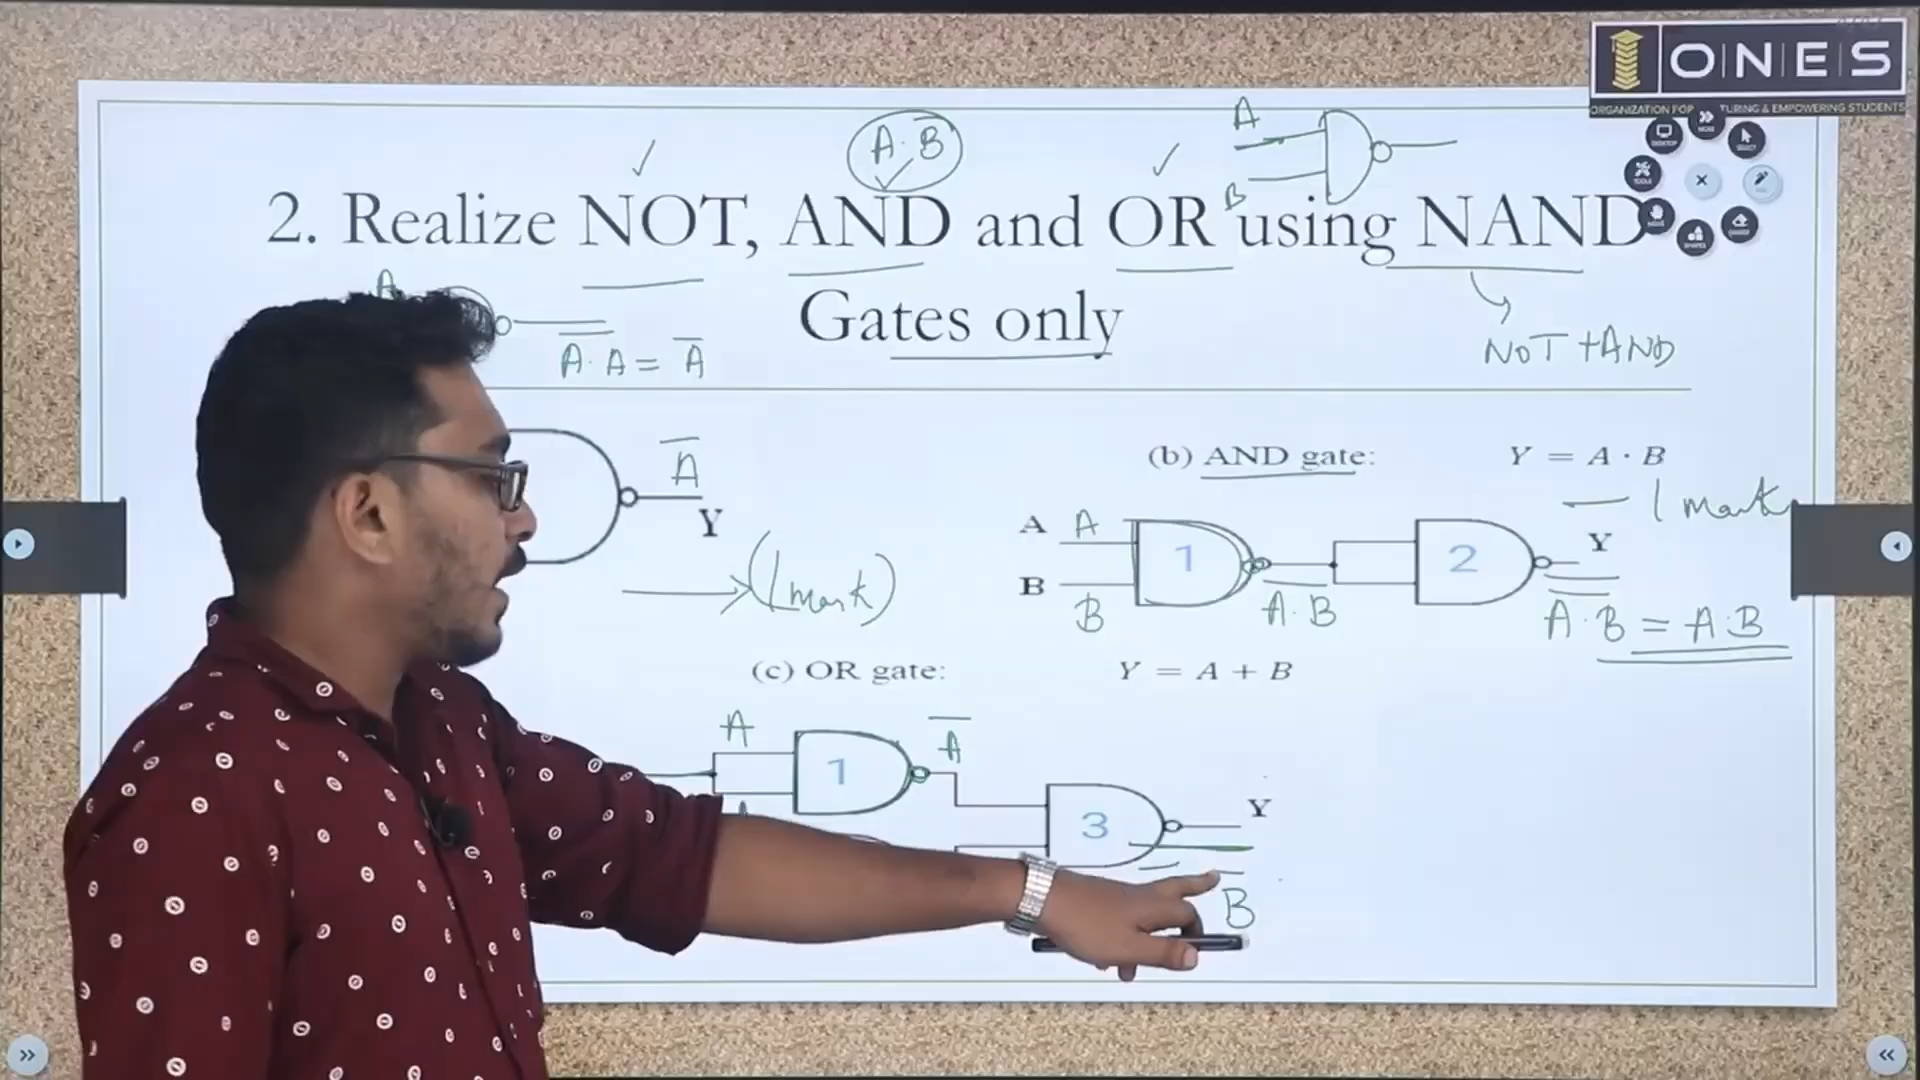 ONES
ORGANIZATION FOR TURING & EMPOWERING STUDENTS
A
A · B
B
2. Realize NOT, AND and OR using NAND
Gates only
A
A · A = A
NOT + AND
A
Y
(1 mark)
(b) AND gate: Y = A · B
1 mark
A A
B B
1
2
Y
A · B
A · B = A · B
(c) OR gate: Y = A + B
A
1
A
3
Y
B